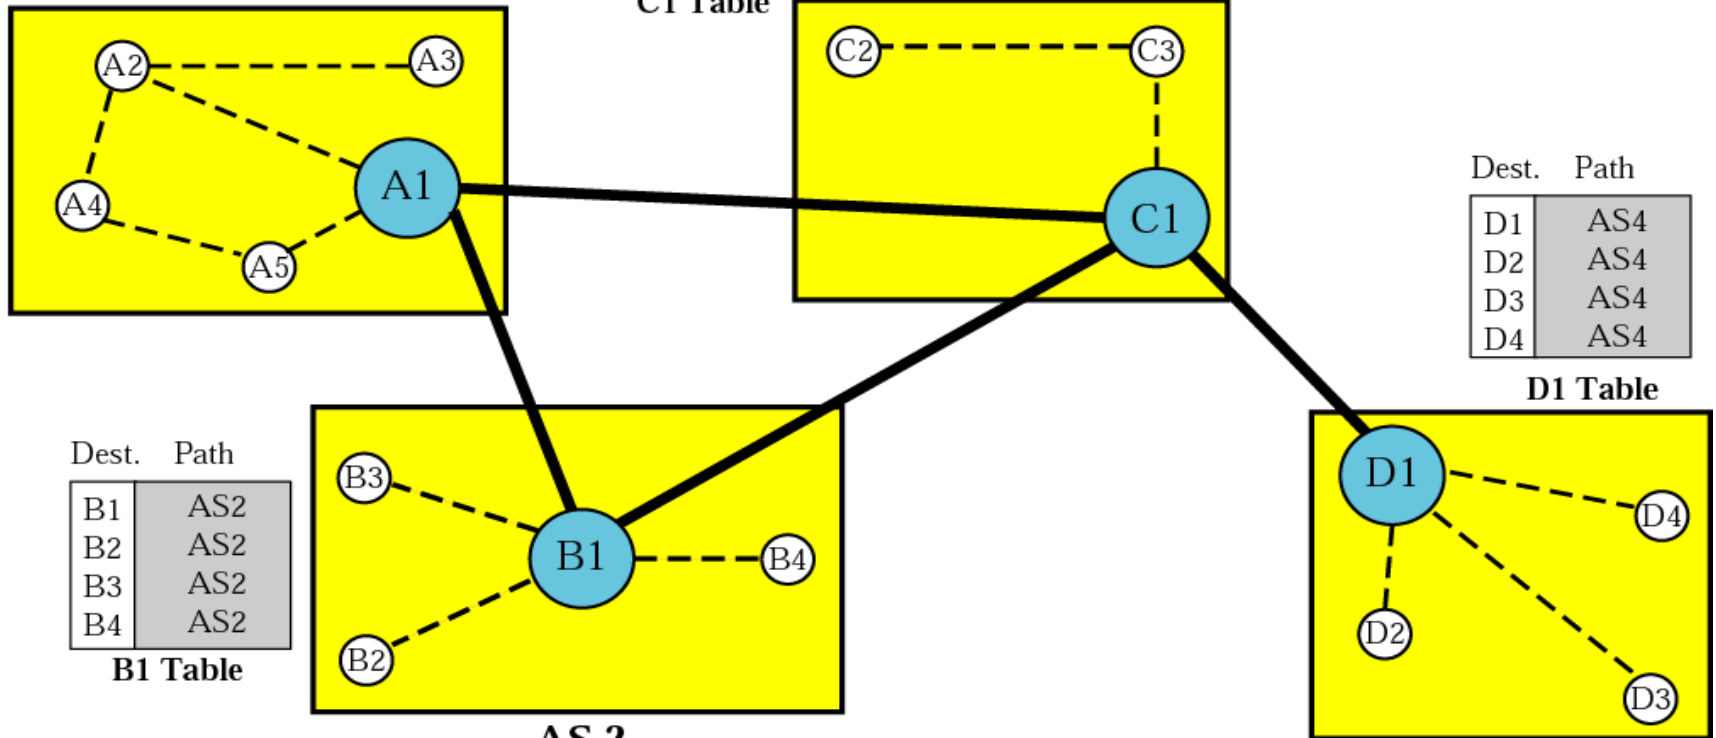 C1 Table
A2
A3
A1
A4
A5
C2
C3
C1
Dest. Path
D1 AS4
D2 AS4
D3 AS4
D4 AS4
D1 Table
Dest. Path
B1 AS2
B2 AS2
B3 AS2
B4 AS2
B1 Table
B3
B1
B4
B2
AS 2
D1
D4
D2
D3